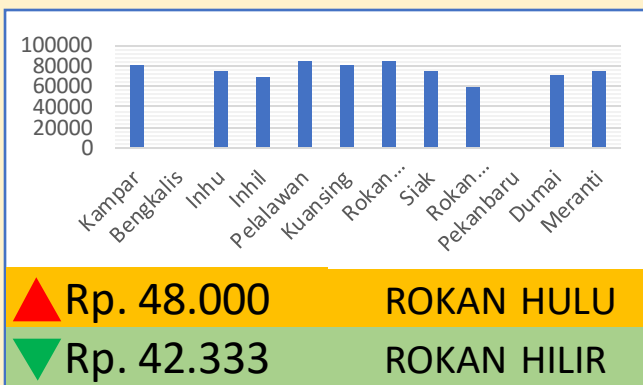 100000
80000
60000
40000
20000
0
Kampar
Bengkalis
Inhu
Inhil
Pelalawan
Kuansing
Rokan…
Siak
Rokan…
Pekanbaru
Dumai
Meranti
Rp. 48.000 ROKAN HULU
Rp. 42.333 ROKAN HILIR